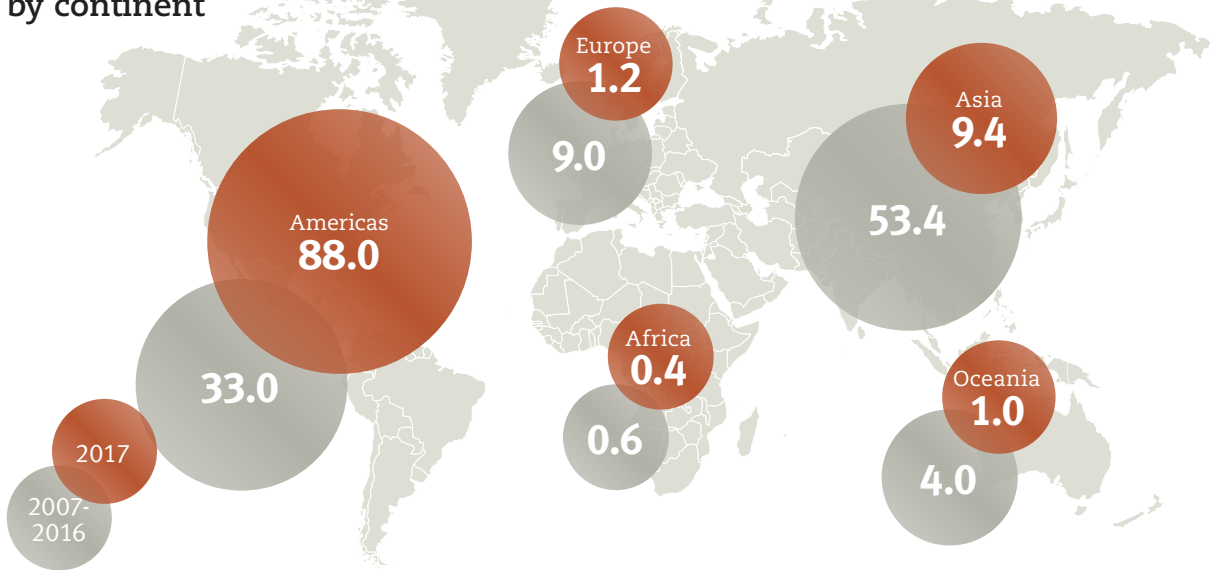 by continent
Europe
1.2
9.0
Asia
9.4
53.4
Americas
88.0
33.0
Africa
0.4
0.6
Oceania
1.0
4.0
2017
2007-
2016